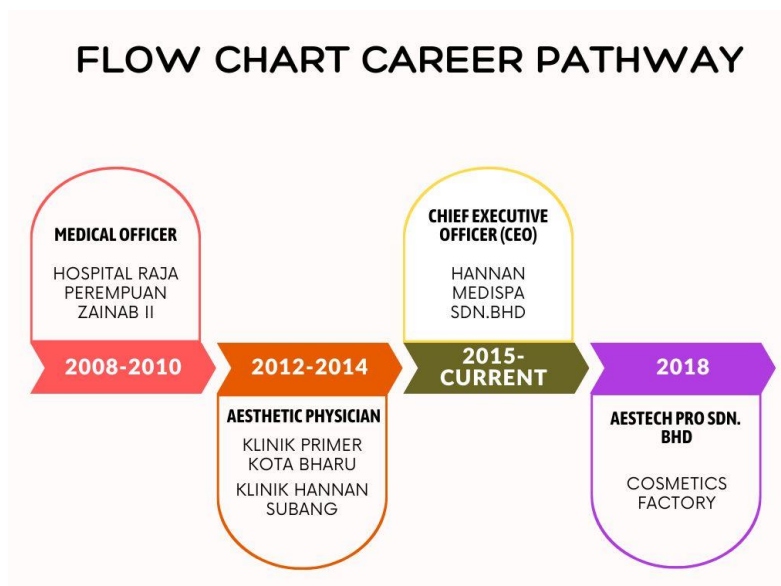 FLOW CHART CAREER PATHWAY
MEDICAL OFFICER
HOSPITAL RAJA
PEREMPUAN
ZAINAB II
2008-2010
2012-2014
AESTHETIC PHYSICIAN
KLINIK PRIMER
KOTA BHARU
KLINIK HANNAN
SUBANG
CHIEF EXECUTIVE
OFFICER (CEO)
HANNAN
MEDISPA
SDN.BHD
2015-
CURRENT
2018
AESTECH PRO SDN.
BHD
COSMETICS
FACTORY